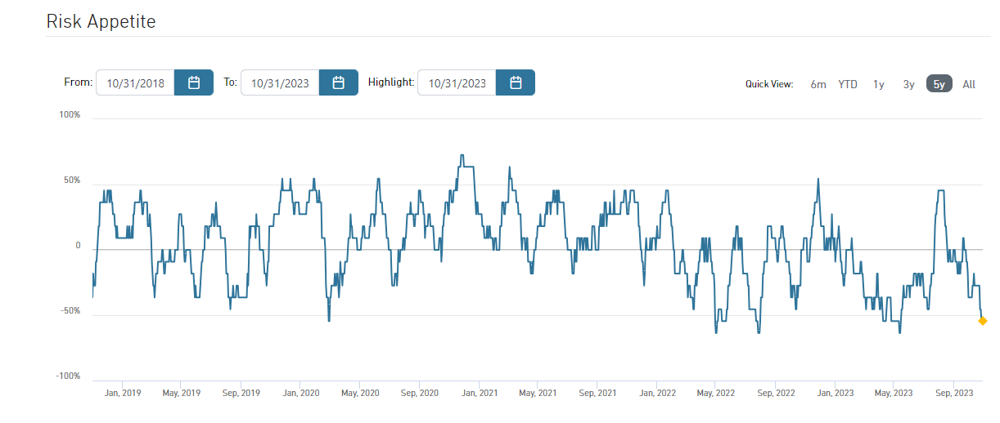 Risk Appetite
From: 10/31/2018 To: 10/31/2023 Highlight: 10/31/2023 Quick View: 6m YTD 1y 3y 5y All
100%
50%
0
-50%
-100%
Jan, 2019 May, 2019 Sep, 2019 Jan, 2020 May, 2020 Sep, 2020 Jan, 2021 May, 2021 Sep, 2021 Jan, 2022 May, 2022 Sep, 2022 Jan, 2023 May, 2023 Sep, 2023